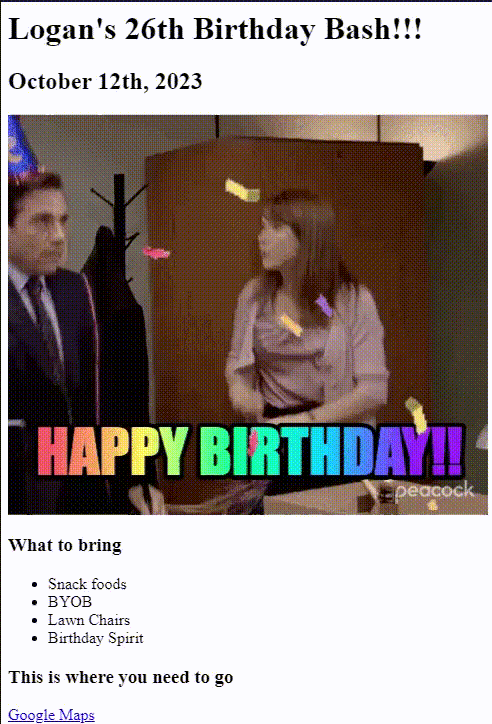 Logan's 26th Birthday Bash!!!
October 12th, 2023
HAPPY BIRTHDAY!!
peacock
What to bring
Snack foods
BYOB
Lawn Chairs
Birthday Spirit
This is where you need to go
Google Maps